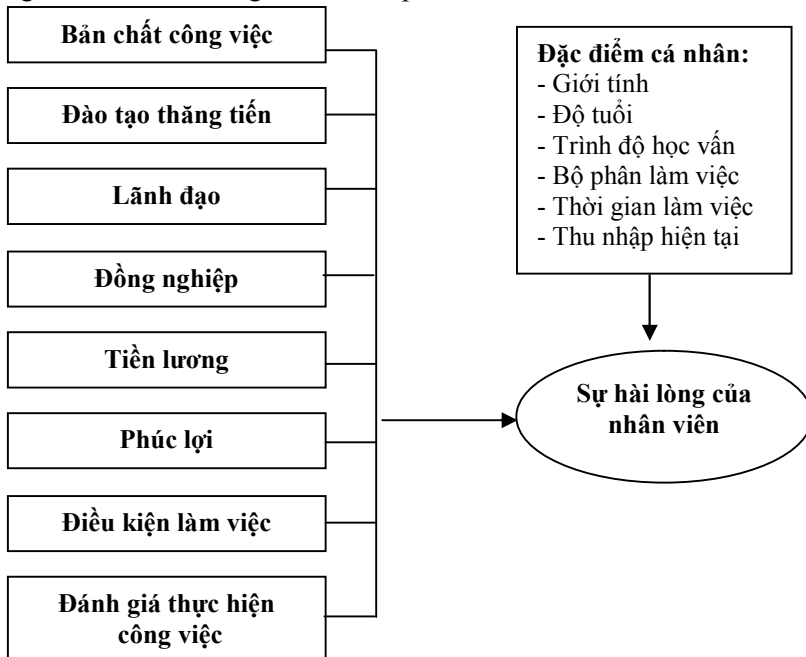 Bản chất công việc
Đào tạo thăng tiến
Lãnh đạo
Đồng nghiệp
Tiền lương
Phúc lợi
Điều kiện làm việc
Đánh giá thực hiện
công việc
Đặc điểm cá nhân:
- Giới tính
- Độ tuổi
- Trình độ học vấn
- Bộ phân làm việc
- Thời gian làm việc
- Thu nhập hiện tại
Sự hài lòng của
nhân viên